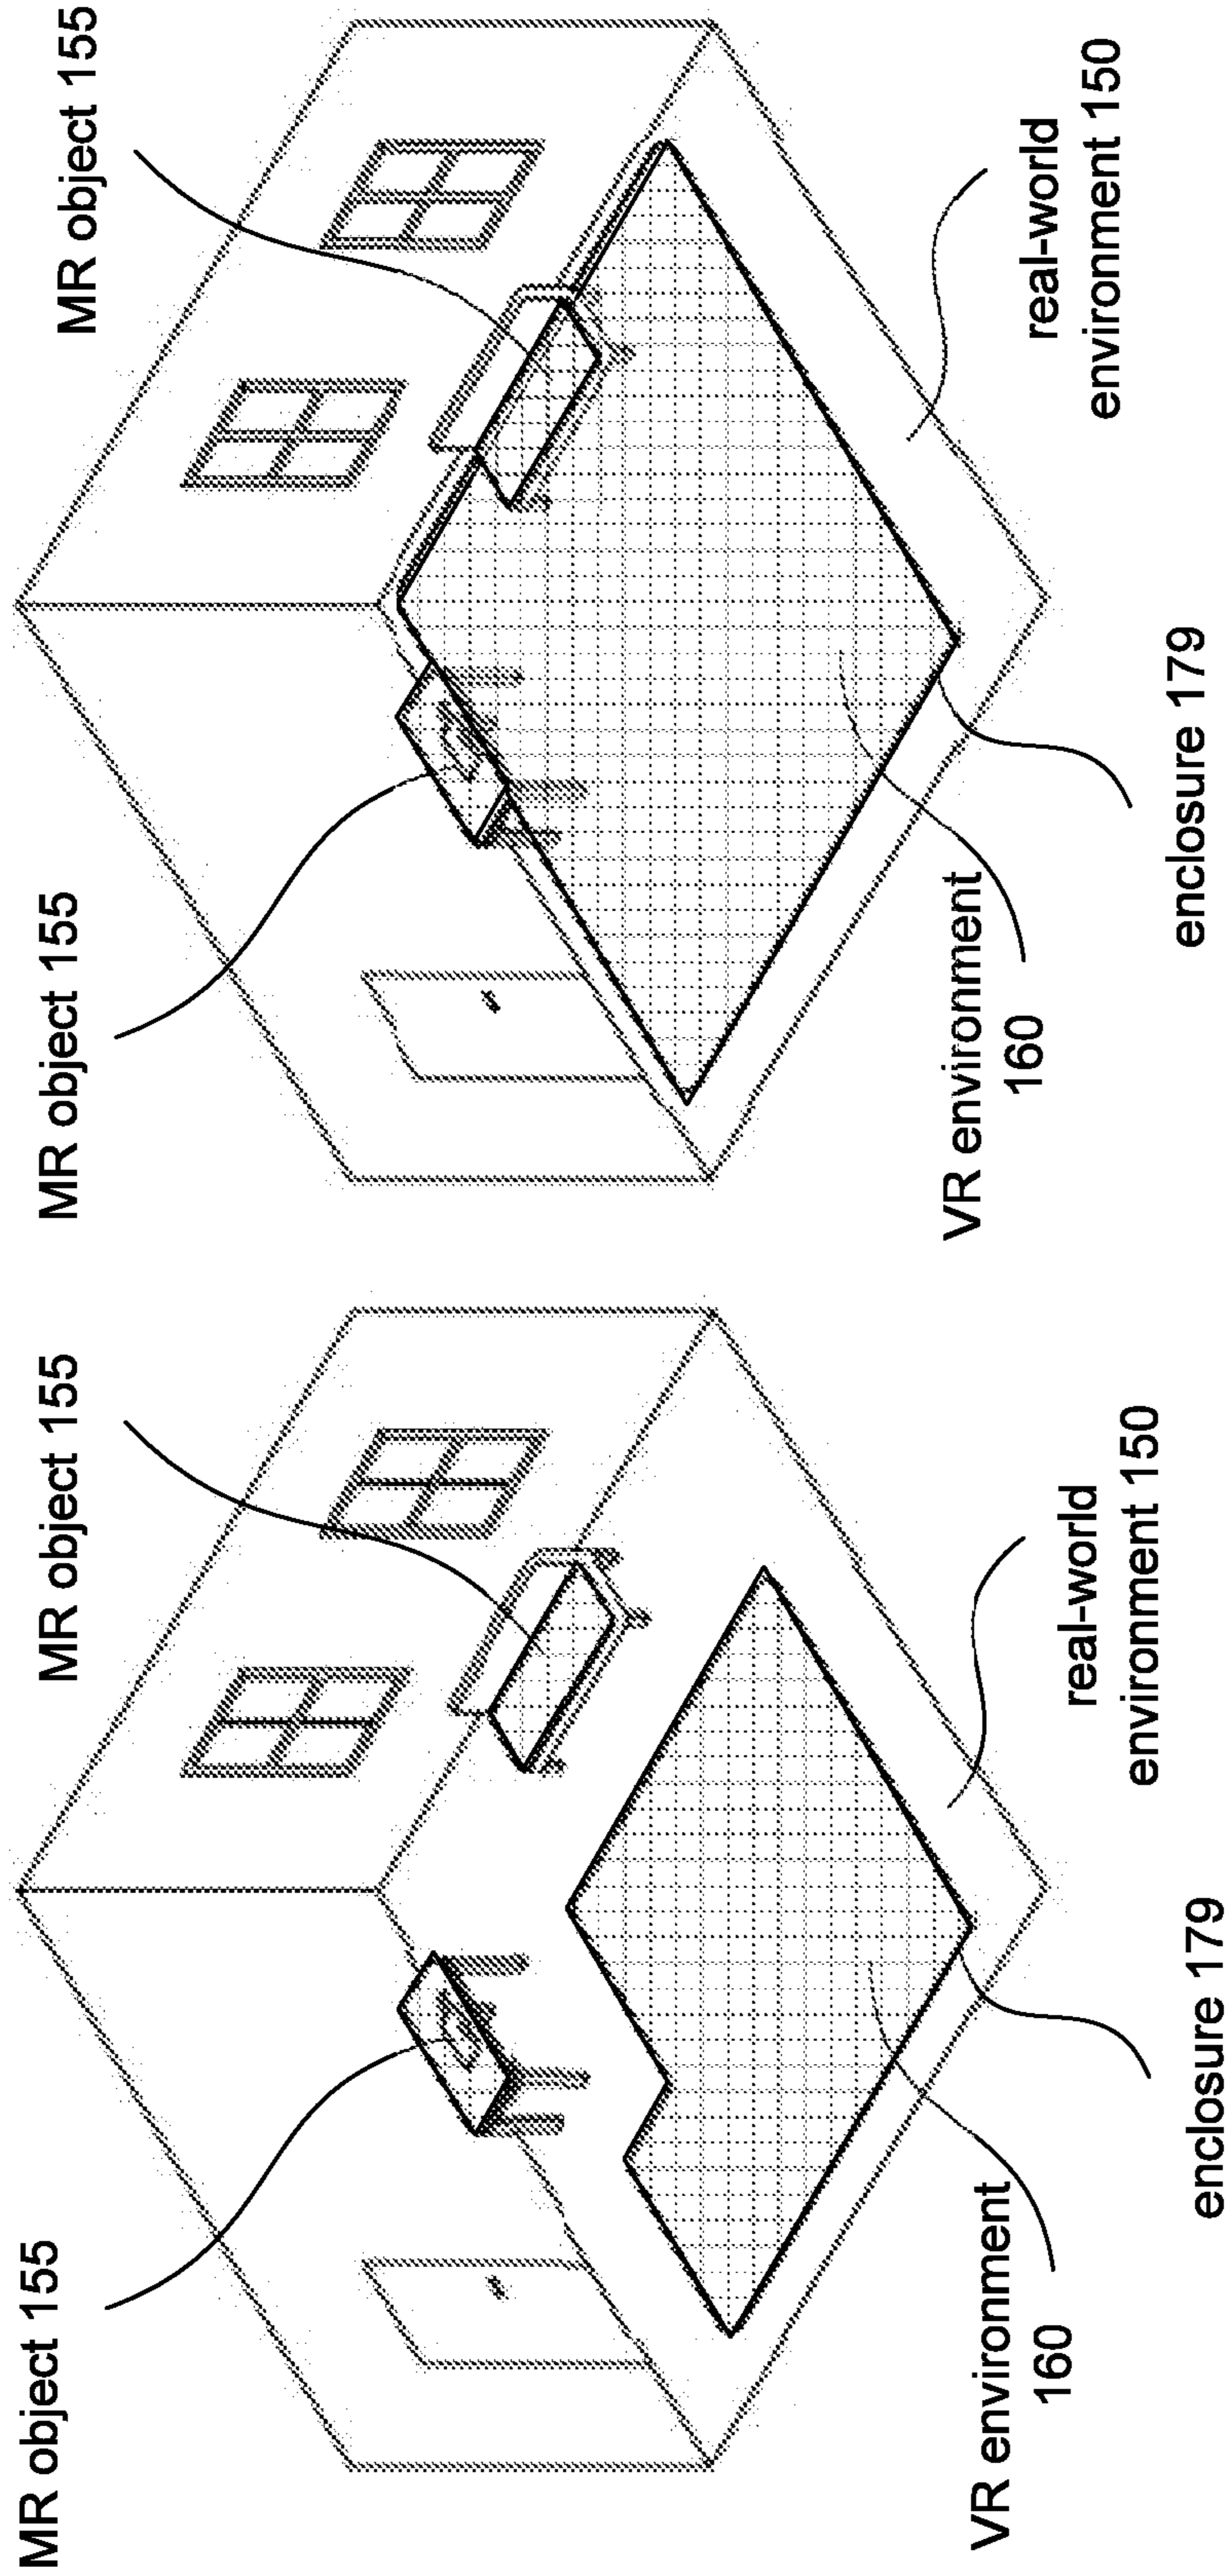 MR object 155
MR object 155
VR environment
160
enclosure 179
real-world
environment 150
MR object 155
MR object 155
VR environment
160
enclosure 179
real-world
environment 150